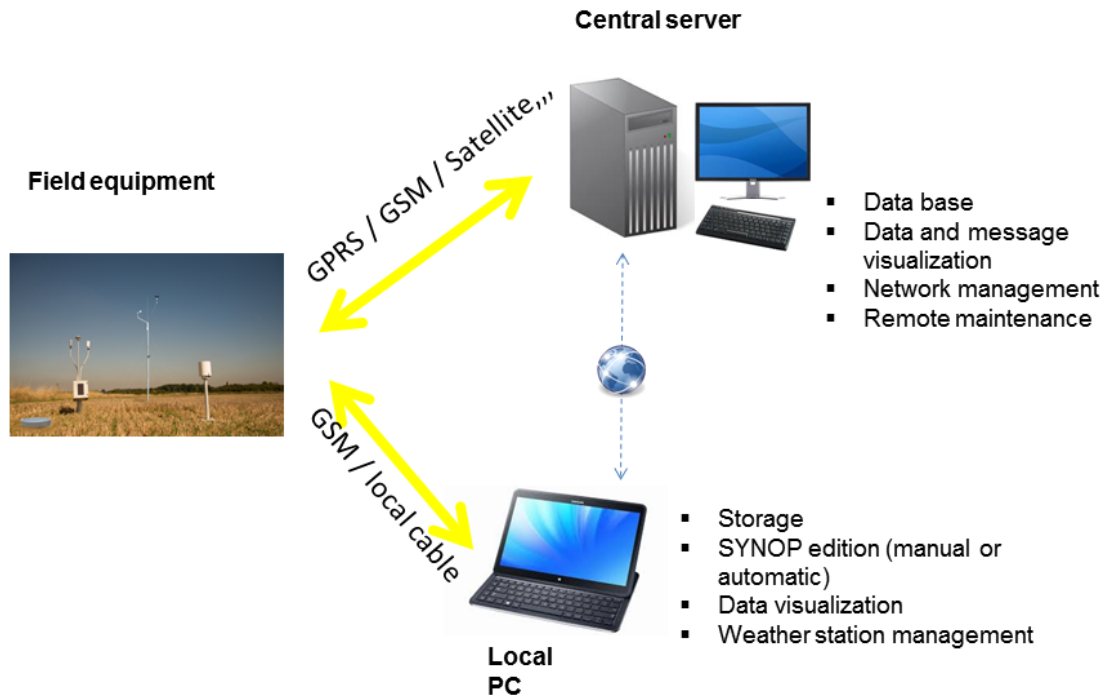 Central server
Field equipment
GPRS / GSM / Satellite,,,
▪ Data base
▪ Data and message
visualization
▪ Network management
▪ Remote maintenance
GSM / local cable
▪ Storage
▪ SYNOP edition (manual or
automatic)
▪ Data visualization
▪ Weather station management
Local
PC